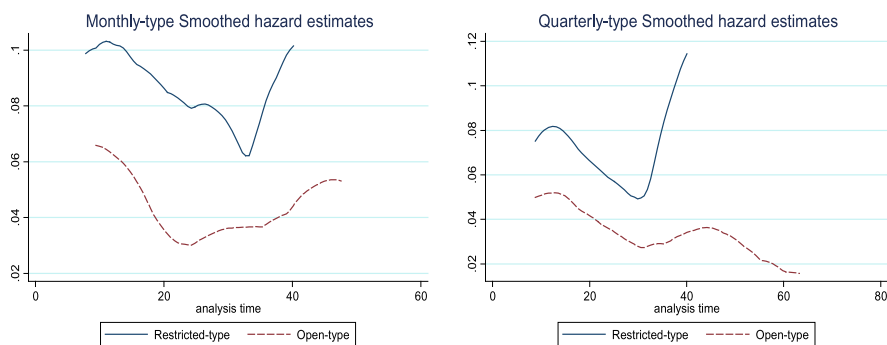 Monthly-type Smoothed hazard estimates
.1
.08
.06
.04
.02
0 20 40 60
analysis time
Restricted-type Open-type
Quarterly-type Smoothed hazard estimates
.12
.1
.08
.06
.04
.02
0 20 40 60 80
analysis time
Restricted-type Open-type